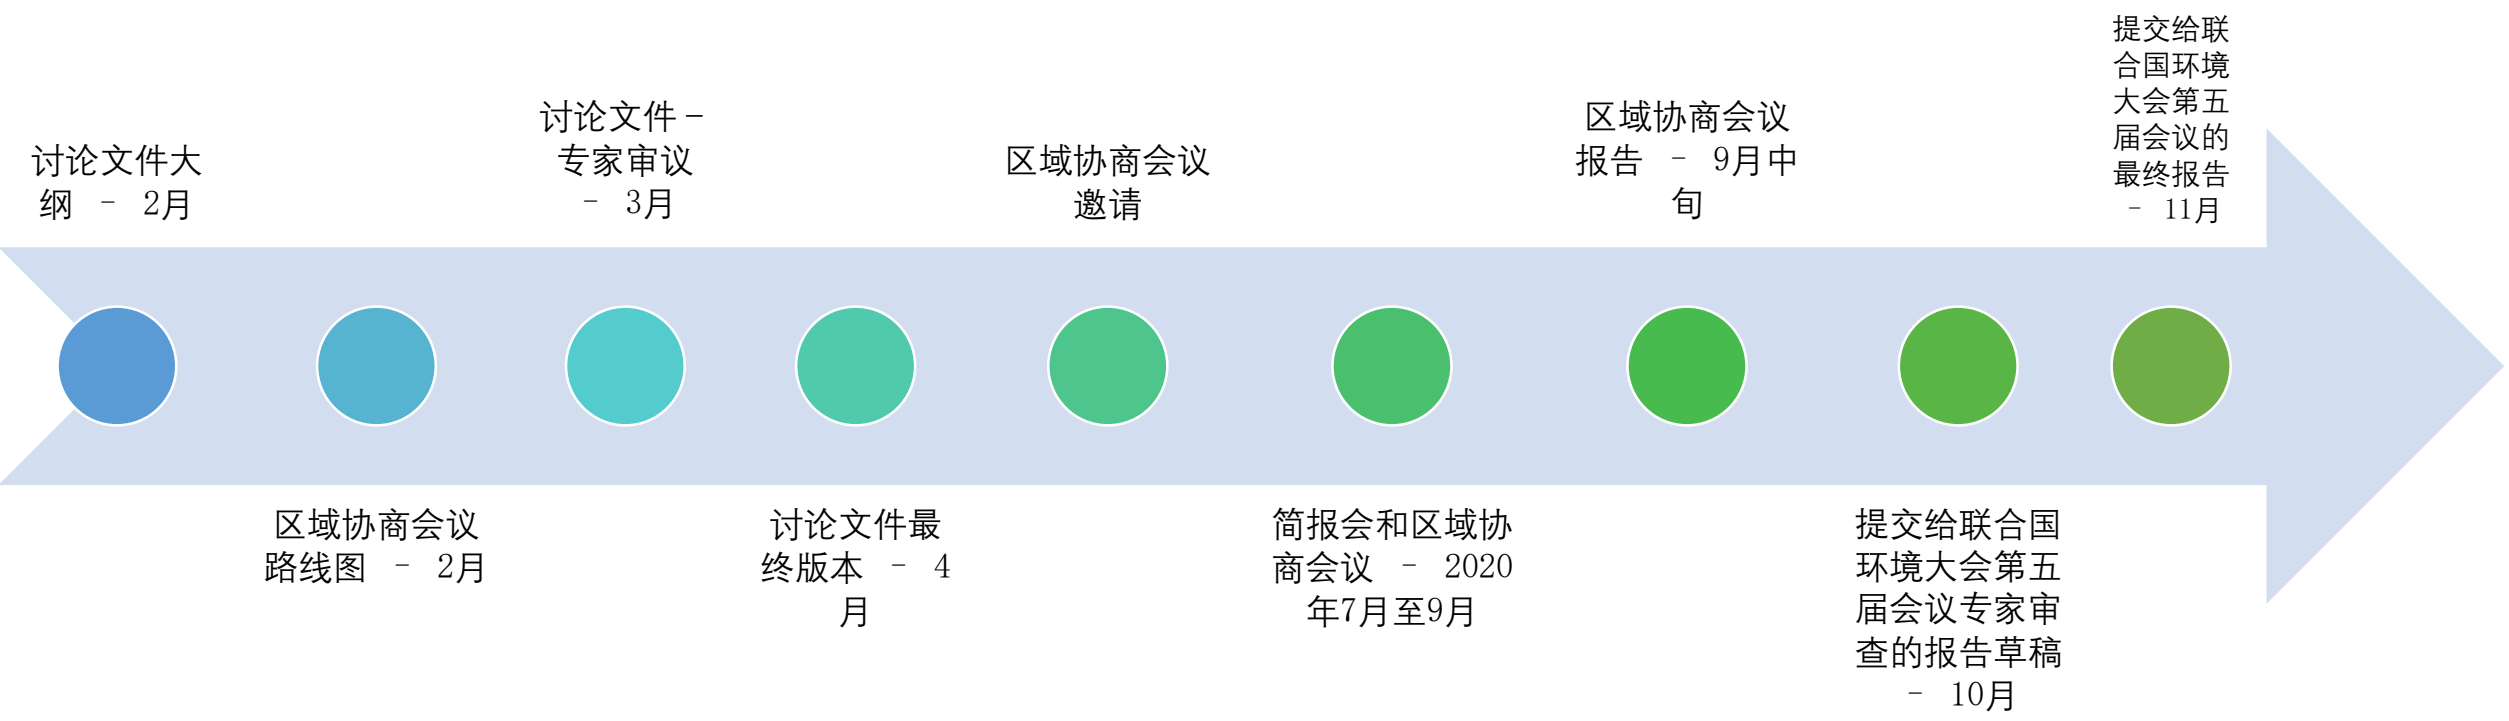 讨论文件大
纲 - 2月
区域协商会议
路线图 - 2月
讨论文件-
专家审议
- 3月
讨论文件最
终版本 - 4
月
区域协商会议
邀请
简报会和区域协
商会议 - 2020
年7月至9月
区域协商会议
报告 - 9月中
旬
提交给联合国
环境大会第五
届会议专家审
查的报告草稿
- 10月
提交给联
合国环境
大会第五
届会议的
最终报告
- 11月